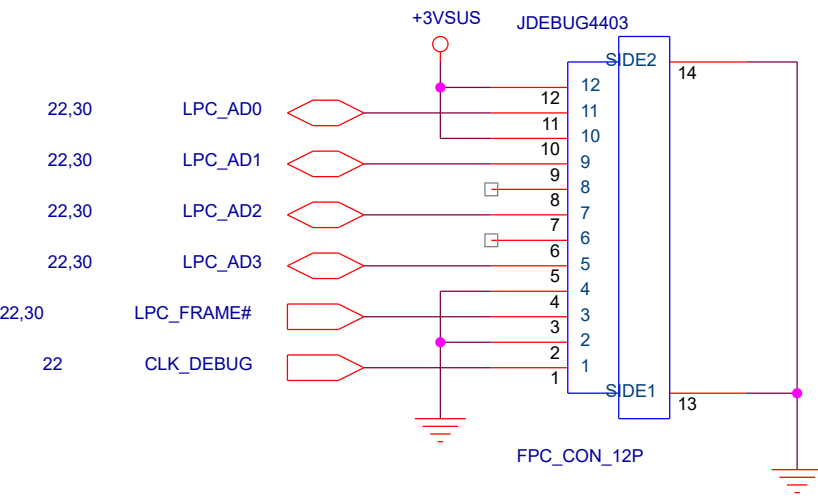 +3VSUS
JDEBUG4403
SIDE2
14
12
12
22,30 LPC_AD0
11
11
10
10
22,30 LPC_AD1
9
9
8
8
22,30 LPC_AD2
7
7
6
6
22,30 LPC_AD3
5
5
4
4
22,30 LPC_FRAME#
3
3
2
2
22 CLK_DEBUG
1
1
SIDE1
13
FPC_CON_12P